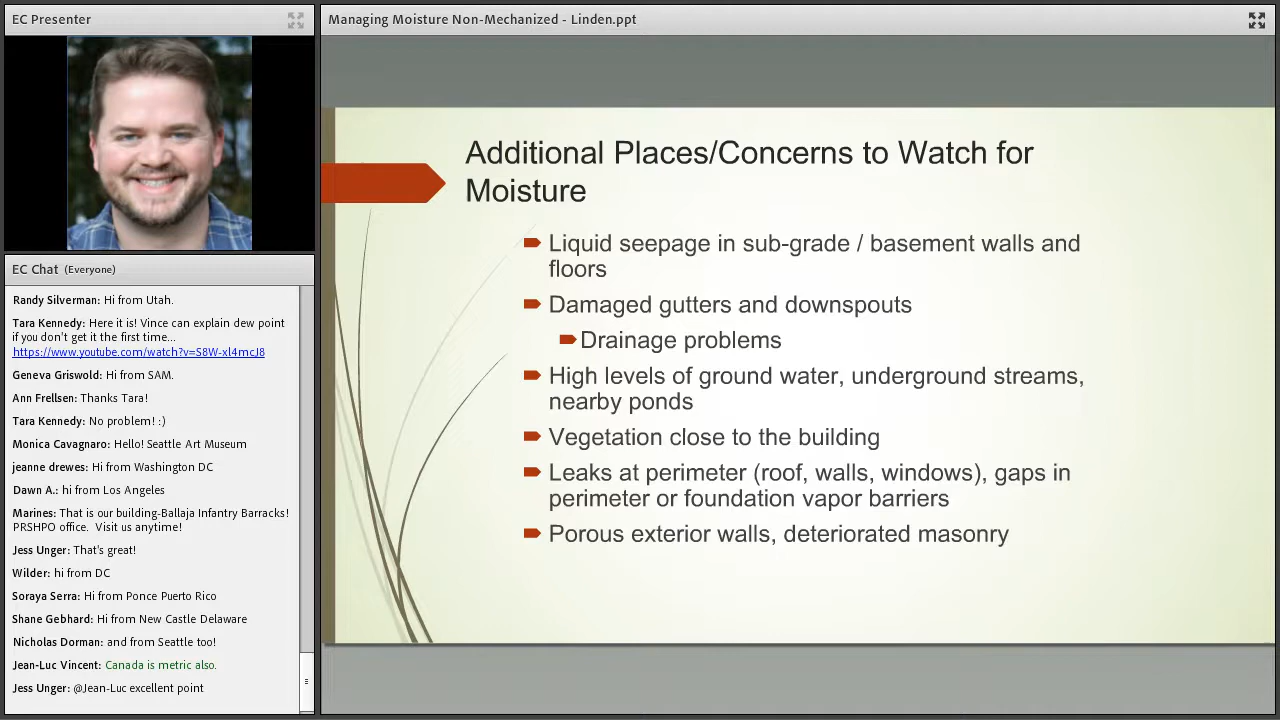 EC Presenter
Managing Moisture Non-Mechanized - Linden.ppt
Additional Places/Concerns to Watch for
Moisture
Liquid seepage in sub-grade / basement walls and
floors
Damaged gutters and downspouts
Drainage problems
High levels of ground water, underground streams,
nearby ponds
Vegetation close to the building
Leaks at perimeter (roof, walls, windows), gaps in
perimeter or foundation vapor barriers
Porous exterior walls, deteriorated masonry
EC Chat (Everyone)
Randy Silverman: Hi from Utah.
Tara Kennedy: Here it is! Vince can explain dew point
if you don't get it the first time...
https://www.youtube.com/watch?v=S8W-xl4mcJ8
Geneva Griswold: Hi from SAM.
Ann Frellsen: Thanks Tara!
Tara Kennedy: No problem! :)
Monica Cavagnaro: Hello! Seattle Art Museum
jeanne drewes: Hi from Washington DC
Dawn A.: hi from Los Angeles
Marines: That is our building-Ballaja Infantry Barracks!
PRSHPO office. Visit us anytime!
Jess Unger: That's great!
Wilder: hi from DC
Soraya Serra: Hi from Ponce Puerto Rico
Shane Gebhard: Hi from New Castle Delaware
Nicholas Dorman: and from Seattle too!
Jean-Luc Vincent: Canada is metric also.
Jess Unger: @Jean-Luc excellent point